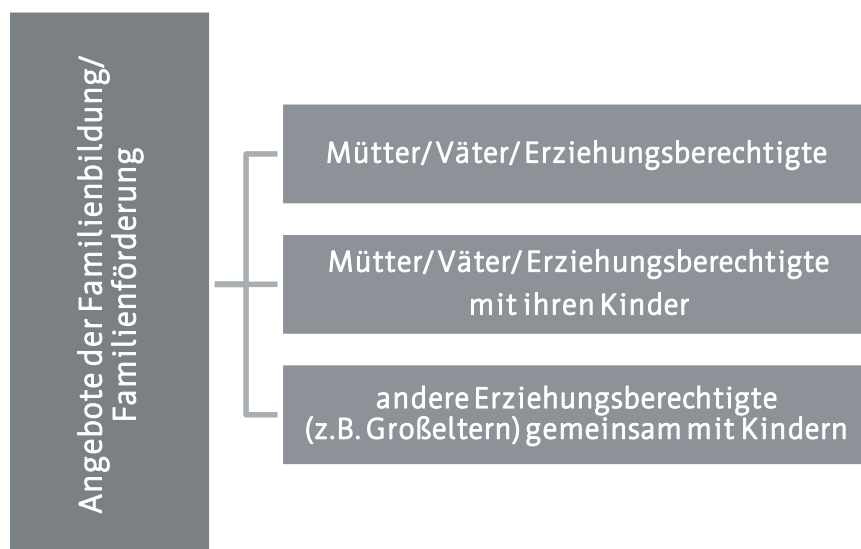 Angebote der Familienbildung/
Familienförderung
Mütter/Väter/Erziehungsberechtigte
Mütter/Väter/Erziehungsberechtigte
mit ihren Kinder
andere Erziehungsberechtigte
(z.B. Großeltern) gemeinsam mit Kindern